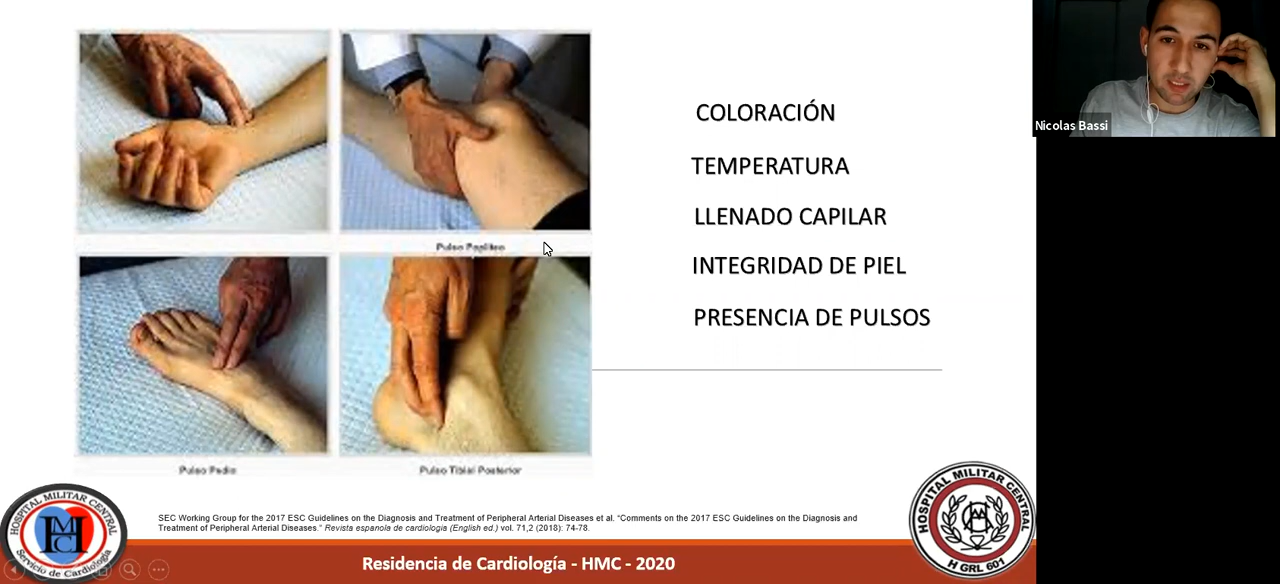 COLORACIÓN
TEMPERATURA
LLENADO CAPILAR
INTEGRIDAD DE PIEL
PRESENCIA DE PULSOS
Nicolas Bassi
Pulso Popliteo
Pulso Pedio
Pulso Tibial Posterior
SEC Working Group for the 2017 ESC Guidelines on the Diagnosis and Treatment of Peripheral Arterial Diseases et al. “Comments on the 2017 ESC Guidelines on the Diagnosis and
Treatment of Peripheral Arterial Diseases.” Revista espanola de cardiologia (English ed.) vol. 71,2 (2018): 74-78.
HOSPITAL MILITAR CENTRAL
HMC
Servicio de Cardiología
HOSPITAL MILITAR CENTRAL
H GRL 601
Residencia de Cardiología - HMC - 2020